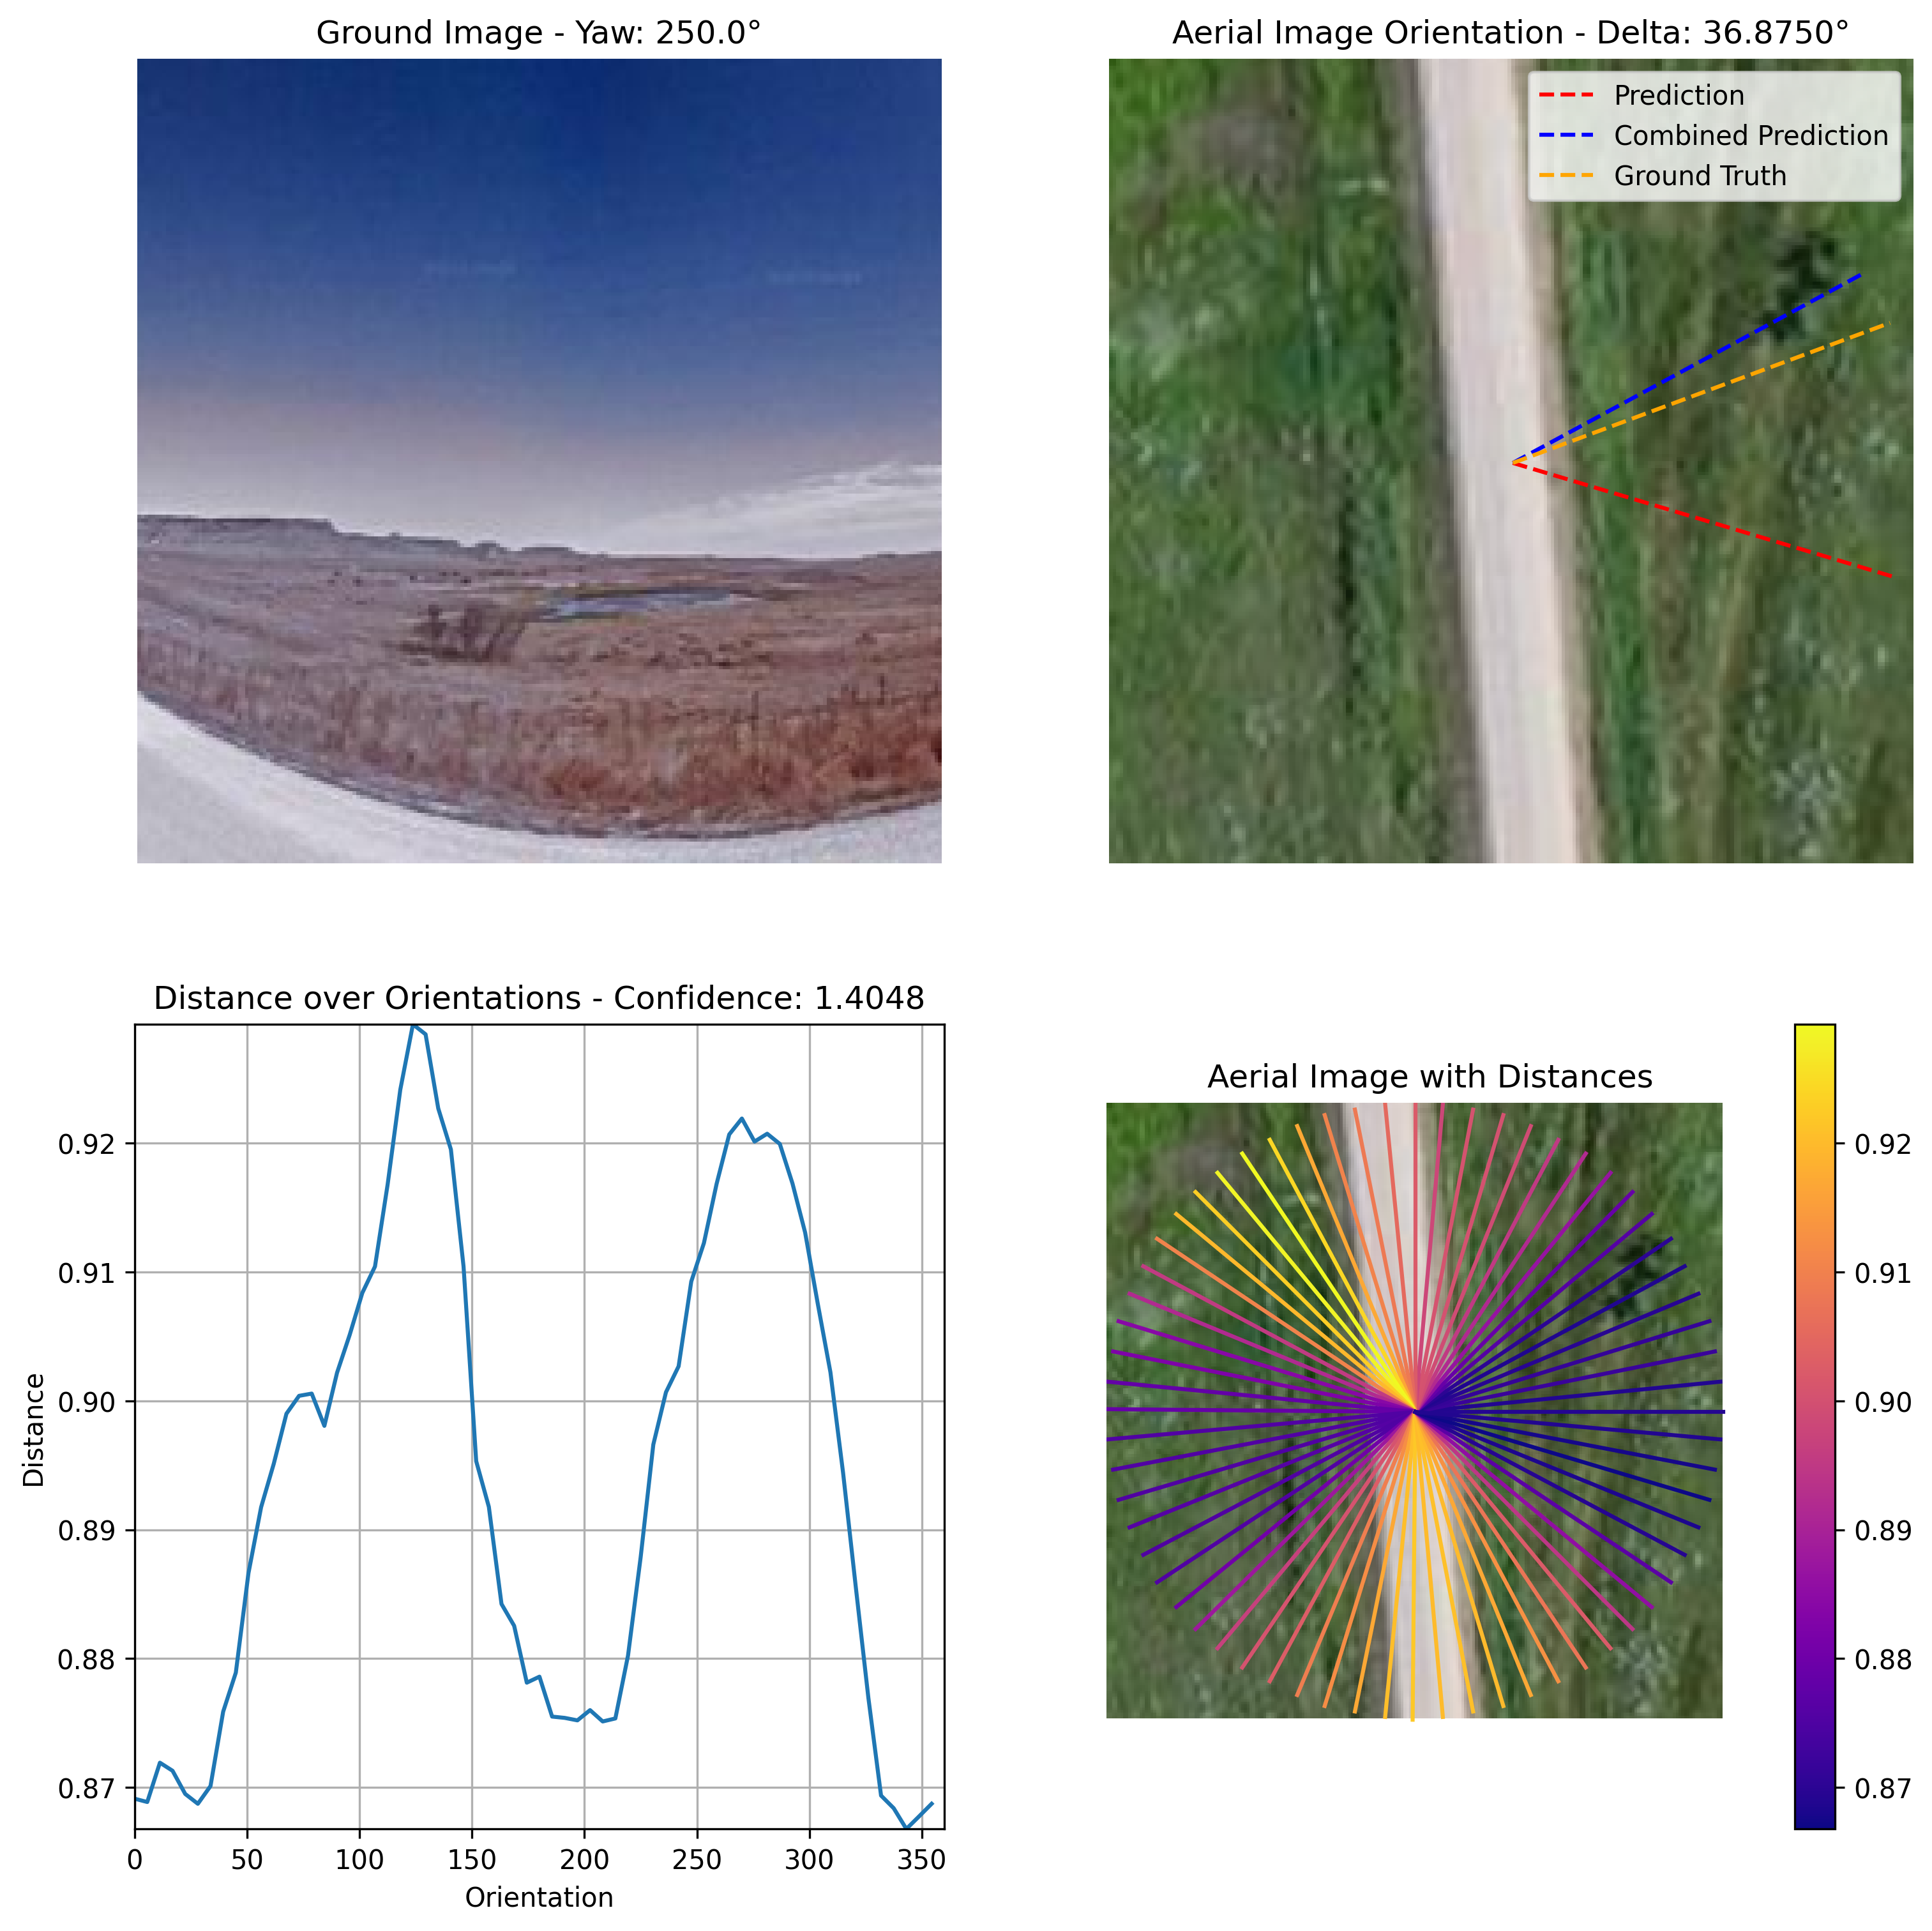 Ground Image - Yaw: 250.0°
Aerial Image Orientation - Delta: 36.8750°
Prediction
Combined Prediction
Ground Truth
Distance over Orientations - Confidence: 1.4048
Distance
0.92
0.91
0.90
0.89
0.88
0.87
0 50 100 150 200 250 300 350
Orientation
Aerial Image with Distances
0.92
0.91
0.90
0.89
0.88
0.87